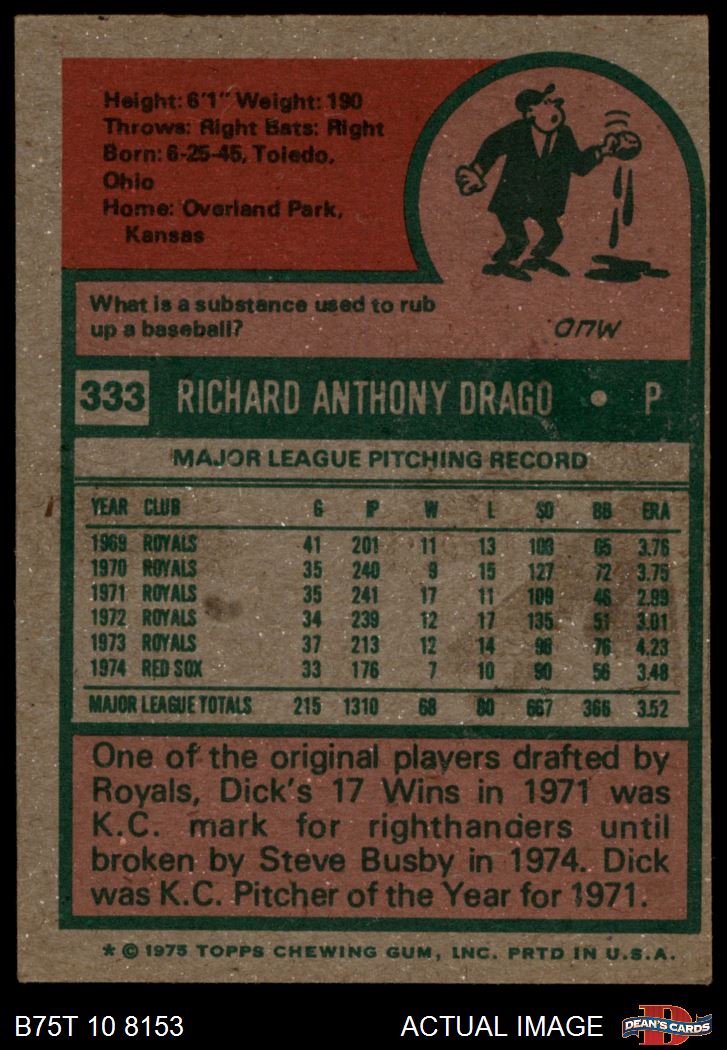 Height: 6'1" Weight: 190
Throws: Right Bats: Right
Born: 6-25-45, Toledo,
Ohio
Home: Overland Park,
Kansas
What is a substance used to rub
up a baseball?
MUD
333 RICHARD ANTHONY DRAGO • P
MAJOR LEAGUE PITCHING RECORD
YEAR CLUB G IP W L SO BB ERA
1969 ROYALS 41 201 11 13 108 65 3.76
1970 ROYALS 35 240 9 15 127 72 3.75
1971 ROYALS 35 241 17 11 109 46 2.99
1972 ROYALS 34 239 12 17 135 51 3.01
1973 ROYALS 37 213 12 14 98 76 4.23
1974 RED SOX 33 176 7 10 90 56 3.48
MAJOR LEAGUE TOTALS 215 1310 68 80 667 366 3.52
One of the original players drafted by
Royals, Dick's 17 Wins in 1971 was
K.C. mark for righthanders until
broken by Steve Busby in 1974. Dick
was K.C. Pitcher of the Year for 1971.
* © 1975 TOPPS CHEWING GUM, INC. PRTD IN U.S.A.
B75T 10 8153 ACTUAL IMAGE D DEAN'S CARDS